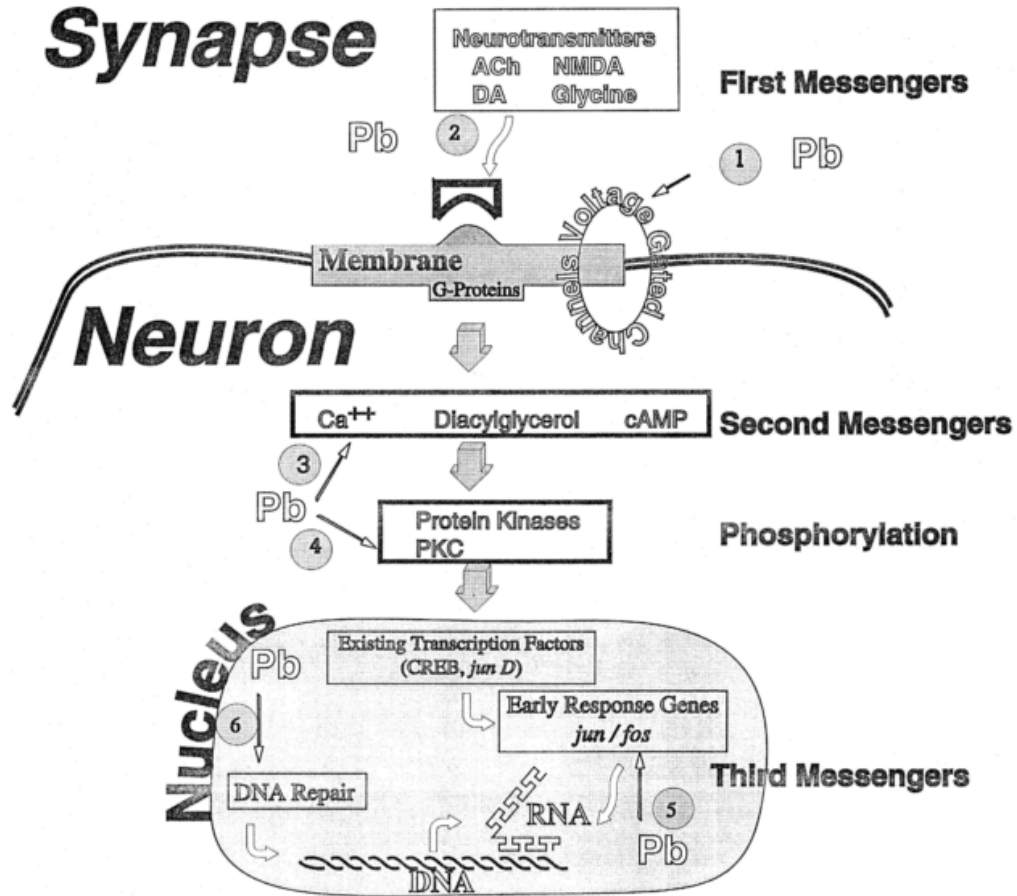 Synapse
Neurotransmitters
ACh NMDA
DA Glycine
First Messengers
Pb
2
1
Pb
Voltage Gated Channels
Membrane
G-Proteins
Neuron
Ca++ Diacylglycerol cAMP
Second Messengers
3
Pb
4
Protein Kinases
PKC
Phosphorylation
Nucleus
Existing Transcription Factors
(CREB, jun D)
Pb
Early Response Genes
jun / fos
6
Third Messengers
DNA Repair
RNA
5
Pb
DNA